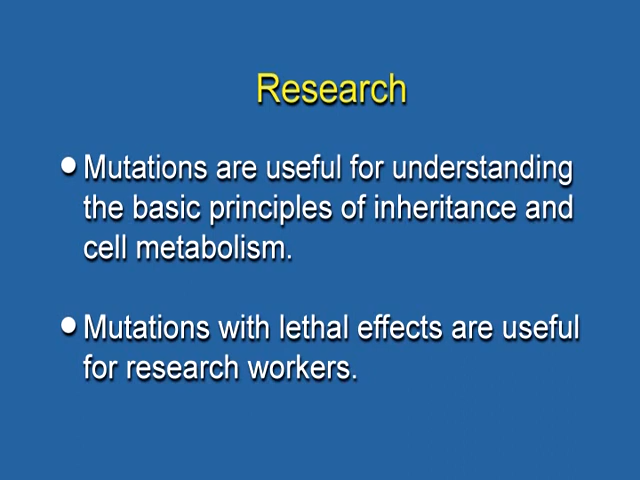 Research
• Mutations are useful for understanding
the basic principles of inheritance and
cell metabolism.
• Mutations with lethal effects are useful
for research workers.